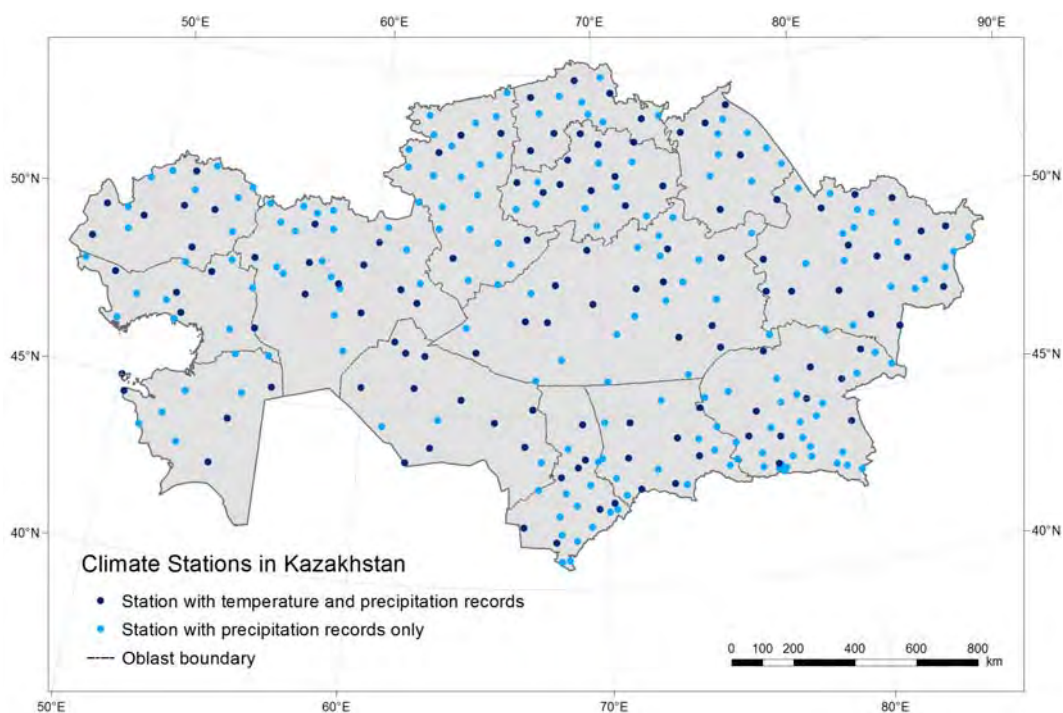 50°E 60°E 70°E 80°E 90°E
50°N 50°N
45°N 45°N
40°N 40°N
Climate Stations in Kazakhstan
Station with temperature and precipitation records
Station with precipitation records only
Oblast boundary
0 100 200 400 600 800
km
50°E 60°E 70°E 80°E